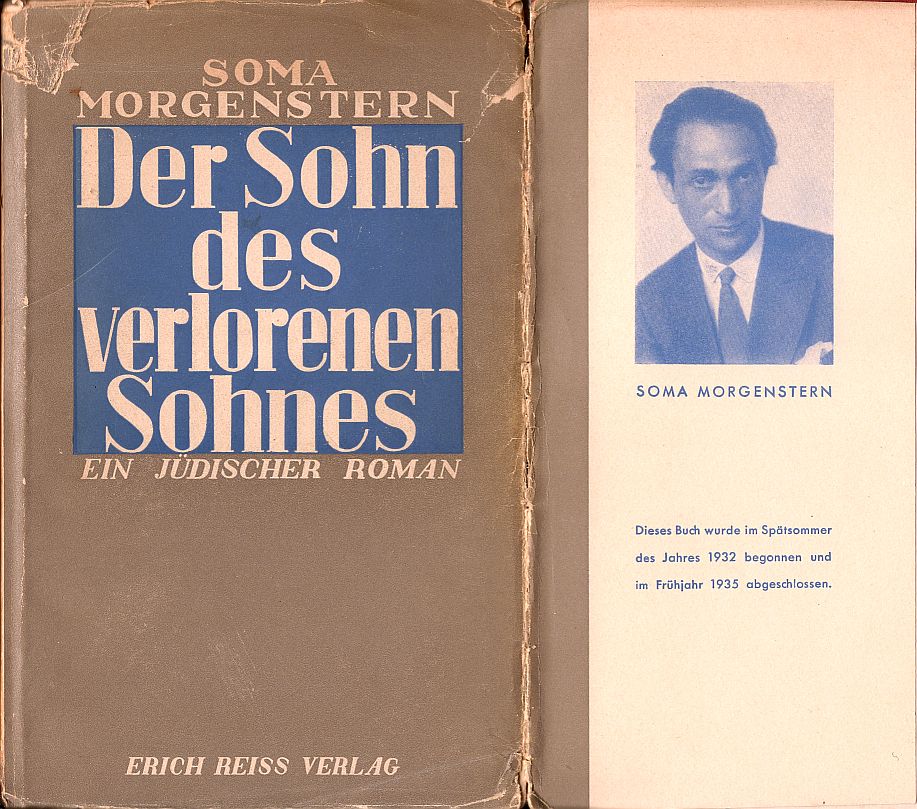 SOMA
MORGENSTERN
Der Sohn
des
verlorenen
Sohnes
EIN JÜDISCHER ROMAN
ERICH REISS VERLAG
SOMA MORGENSTERN
Dieses Buch wurde im Spätsommer
des Jahres 1932 begonnen und
im Frühjahr 1935 abgeschlossen.